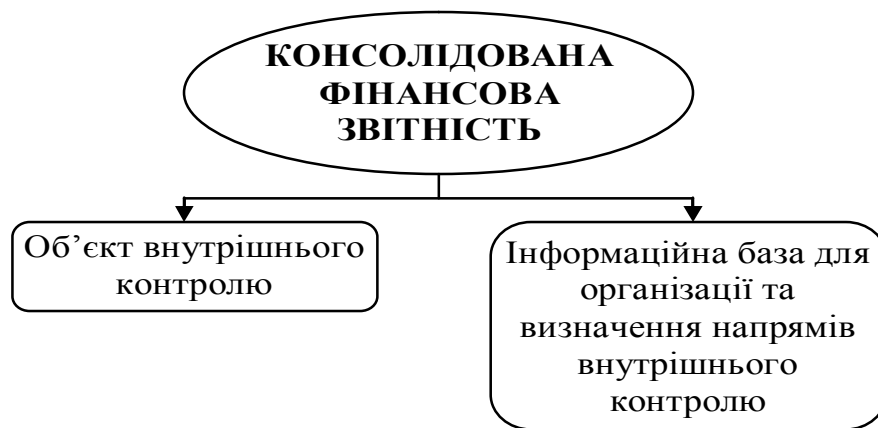 КОНСОЛІДОВАНА
ФІНАНСОВА
ЗВІТНІСТЬ
Об’єкт внутрішнього
контролю
Інформаційна база для
організації та
визначення напрямів
внутрішнього
контролю